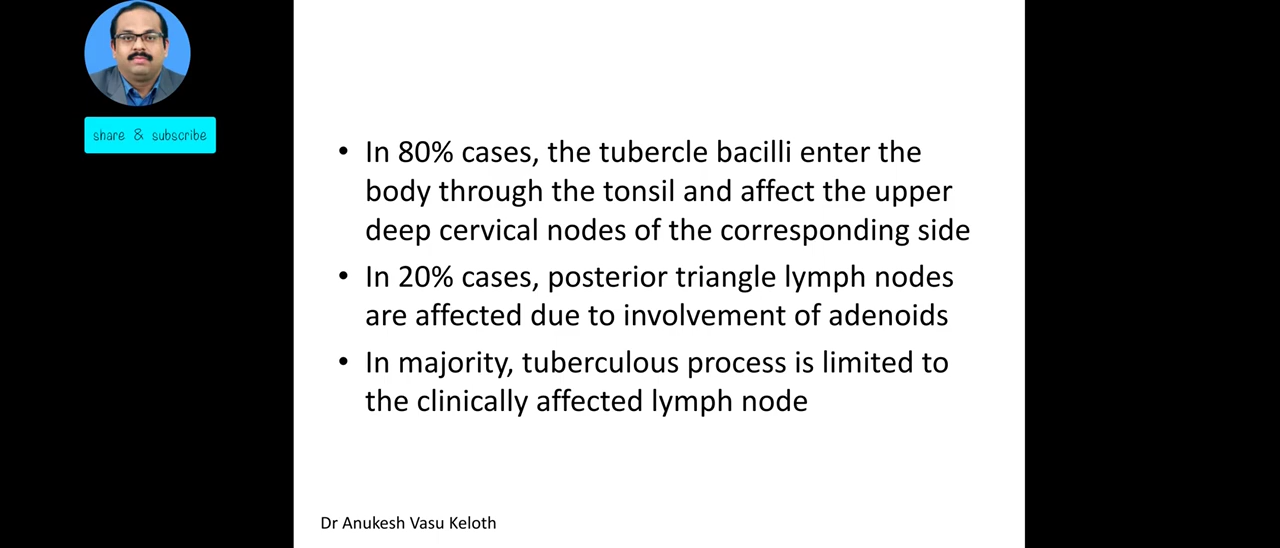 share & subscribe
• In 80% cases, the tubercle bacilli enter the
body through the tonsil and affect the upper
deep cervical nodes of the corresponding side
• In 20% cases, posterior triangle lymph nodes
are affected due to involvement of adenoids
• In majority, tuberculous process is limited to
the clinically affected lymph node
Dr Anukesh Vasu Keloth